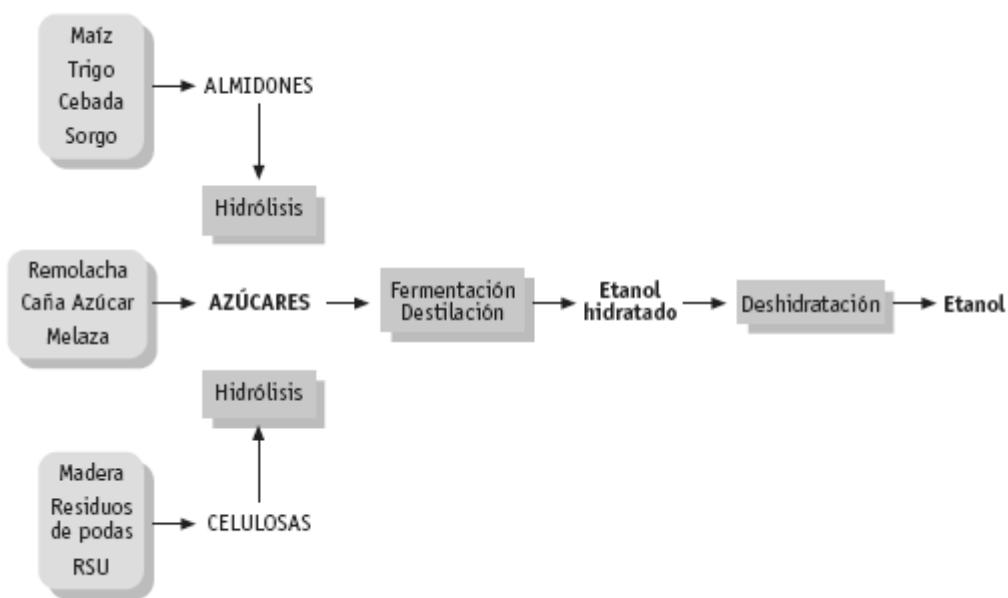 Maíz
Trigo
Cebada
Sorgo
ALMIDONES
Hidrólisis
Remolacha
Caña Azúcar
Melaza
AZÚCARES
Fermentación
Destilación
Etanol
hidratado
Deshidratación
Etanol
Hidrólisis
Madera
Residuos
de podas
RSU
CELULOSAS